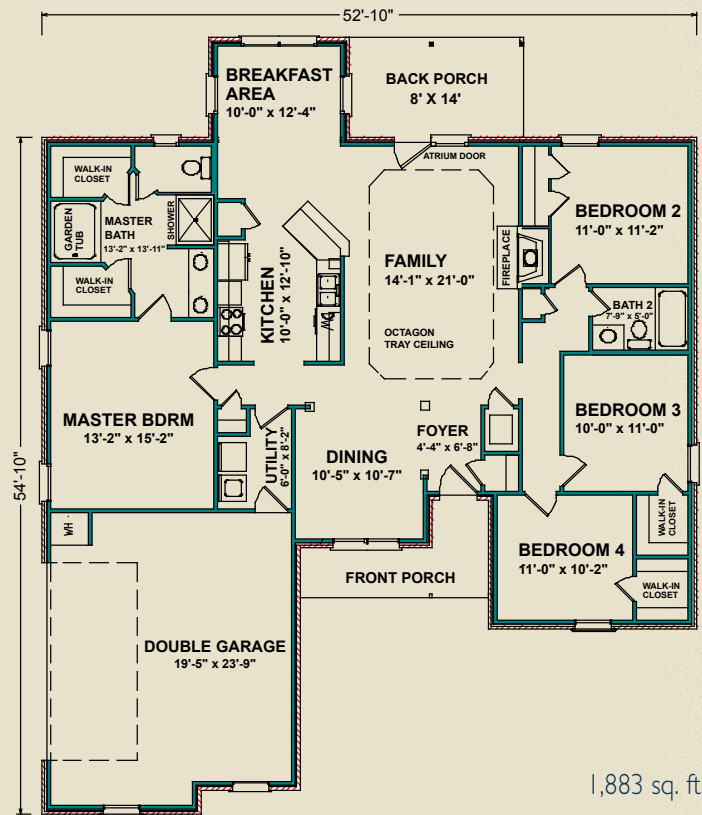 52'-10"
BREAKFAST
AREA
10'-0" x 12'-4"
BACK PORCH
8' X 14'
ATRIUM DOOR
WALK-IN
CLOSET
GARDEN
TUB
MASTER
BATH
13'-2" x 13'-11"
SHOWER
WALK-IN
CLOSET
KITCHEN
10'-0" x 12'-10"
DW
FAMILY
14'-1" x 21'-0"
OCTAGON
TRAY CEILING
FIREPLACE
BEDROOM 2
11'-0" x 11'-2"
BATH 2
7'-9" x 5'-0"
MASTER BDRM
13'-2" x 15'-2"
UTILITY
6'-0" x 8'-2"
DINING
10'-5" x 10'-7"
FOYER
4'-4" x 6'-8"
BEDROOM 3
10'-0" x 11'-0"
WALK-IN
CLOSET
54'-10"
WH
FRONT PORCH
BEDROOM 4
11'-0" x 10'-2"
WALK-IN
CLOSET
DOUBLE GARAGE
19'-5" x 23'-9"
1,883 sq. ft